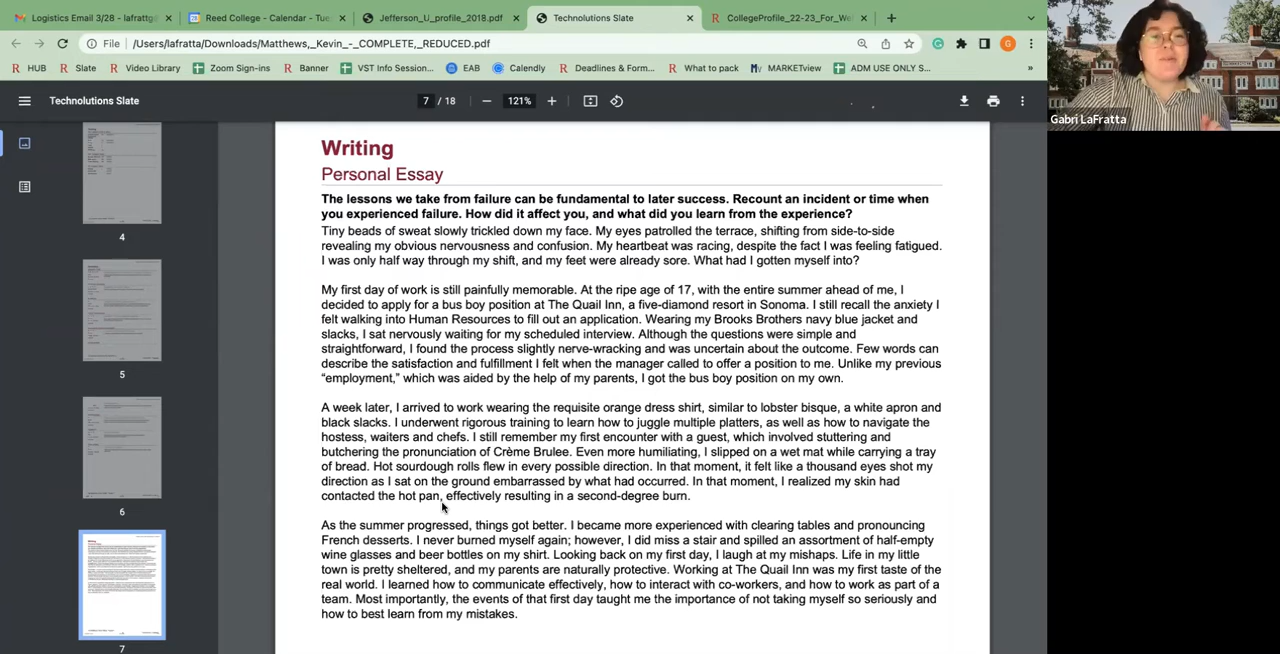 Logistics Email 3/28 - lafrattg@
Reed College - Calendar - Tue,
Jefferson_U_profile_2018.pdf
Technolutions Slate
CollegeProfile_22-23_For_We
File
/Users/lafratta/Downloads/Matthews,_Kevin_-_COMPLETE,_REDUCED.pdf
HUB
Slate
Video Library
Zoom Sign-ins
Banner
VST Info Session...
CAB
Calendly
Deadlines & Form...
What to pack
MARKETview
ADM USE ONLY S...
»
Technolutions Slate
7 / 18
121%
Gabri LaFratta
4
5
6
7
Writing
Personal Essay
The lessons we take from failure can be fundamental to later success. Recount an incident or time when
you experienced failure. How did it affect you, and what did you learn from the experience?
Tiny beads of sweat slowly trickled down my face. My eyes patrolled the terrace, shifting from side-to-side
revealing my obvious nervousness and confusion. My heartbeat was racing, despite the fact I was feeling fatigued.
I was only half way through my shift, and my feet were already sore. What had I gotten myself into?
My first day of work is still painfully memorable. At the ripe age of 17, with the entire summer ahead of me, I
decided to apply for a bus boy position at The Quail Inn, a five-diamond resort in Sonoma. I still recall the anxiety I
felt walking into Human Resources to fill out an application. Wearing my Brooks Brothers navy blue jacket and
slacks, I sat nervously waiting for my scheduled interview. Although the questions were simple and
straightforward, I found the process slightly nerve-wracking and was uncertain about the outcome. Few words can
describe the satisfaction and fulfillment I felt when the manager called to offer a position to me. Unlike my previous
“employment,” which was aided by the help of my parents, I got the bus boy position on my own.
A week later, I arrived to work wearing the requisite orange dress shirt, similar to lobster bisque, a white apron and
black slacks. I underwent rigorous training to learn how to juggle multiple platters, as well as how to navigate the
hostess, waiters and chefs. I still remember my first encounter with a guest, which involved stuttering and
butchering the pronunciation of Crème Brulee. Even more humiliating, I slipped on a wet mat while carrying a tray
of bread. Hot sourdough rolls flew in every possible direction. In that moment, it felt like a thousand eyes shot my
direction as I sat on the ground embarrassed by what had occurred. In that moment, I realized my skin had
contacted the hot pan, effectively resulting in a second-degree burn.
As the summer progressed, things got better. I became more experienced with clearing tables and pronouncing
French desserts. I never burned myself again; however, I did miss a stair and spilled an assortment of half-empty
wine glasses and beer bottles on my shirt. Looking back on my first day, I laugh at my mistakes. Life in my little
town is pretty sheltered, and my parents are naturally protective. Working at The Quail Inn was my first taste of the
real world. I learned how to communicate effectively, how to interact with co-workers, and how to work as part of a
team. Most importantly, the events of that first day taught me the importance of not taking myself so seriously and
how to best learn from my mistakes.